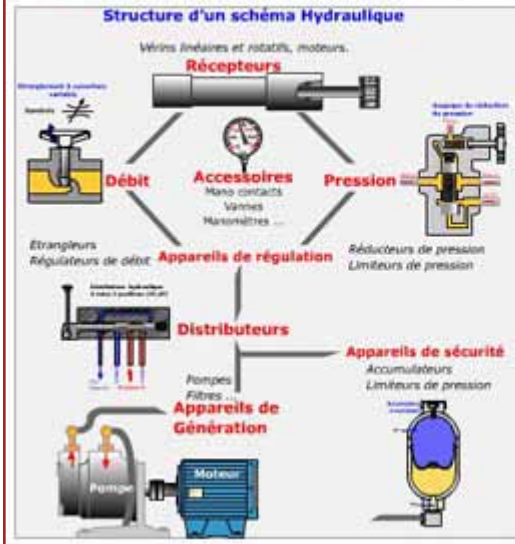 Structure d'un schéma Hydraulique
Vérins linéaires et rotatifs, moteurs.
Récepteurs
Débit
Accessoires
Mano contacts
Vannes
Manomètres ...
Pression
Etrangleurs
Régulateurs de débit
Appareils de régulation
Réducteurs de pression
Limiteurs de pression
Distributeurs
Appareils de sécurité
Accumulateurs
Limiteurs de pression
Pompes
Filtres ...
Appareils de
Génération
Moteur
Pompe